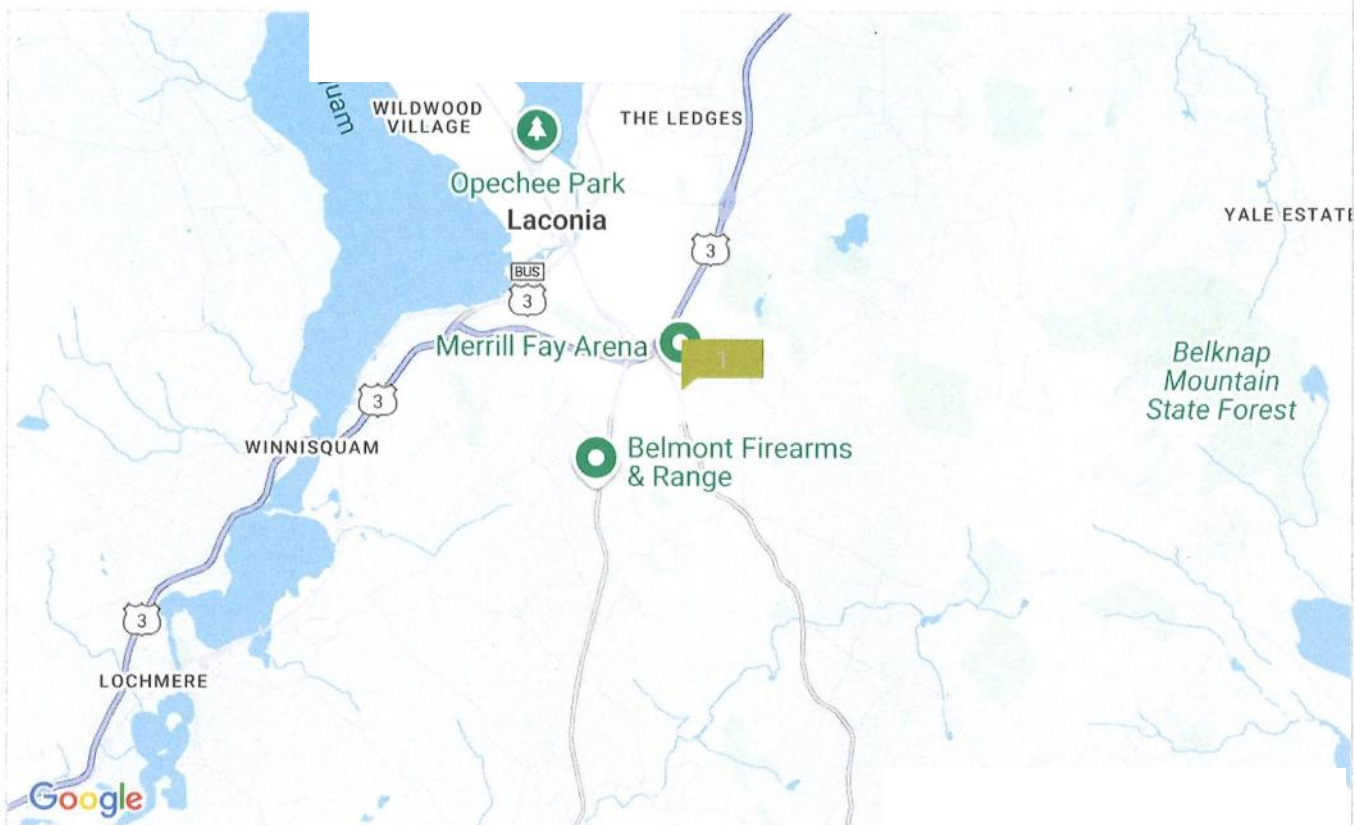 uam
WILDWOOD
VILLAGE
THE LEDGES
Opechee Park
Laconia
YALE ESTATE
3
BUS
3
Merrill Fay Arena
1
Belknap
Mountain
State Forest
3
WINNISQUAM
Belmont Firearms
& Range
3
LOCHMERE
Google